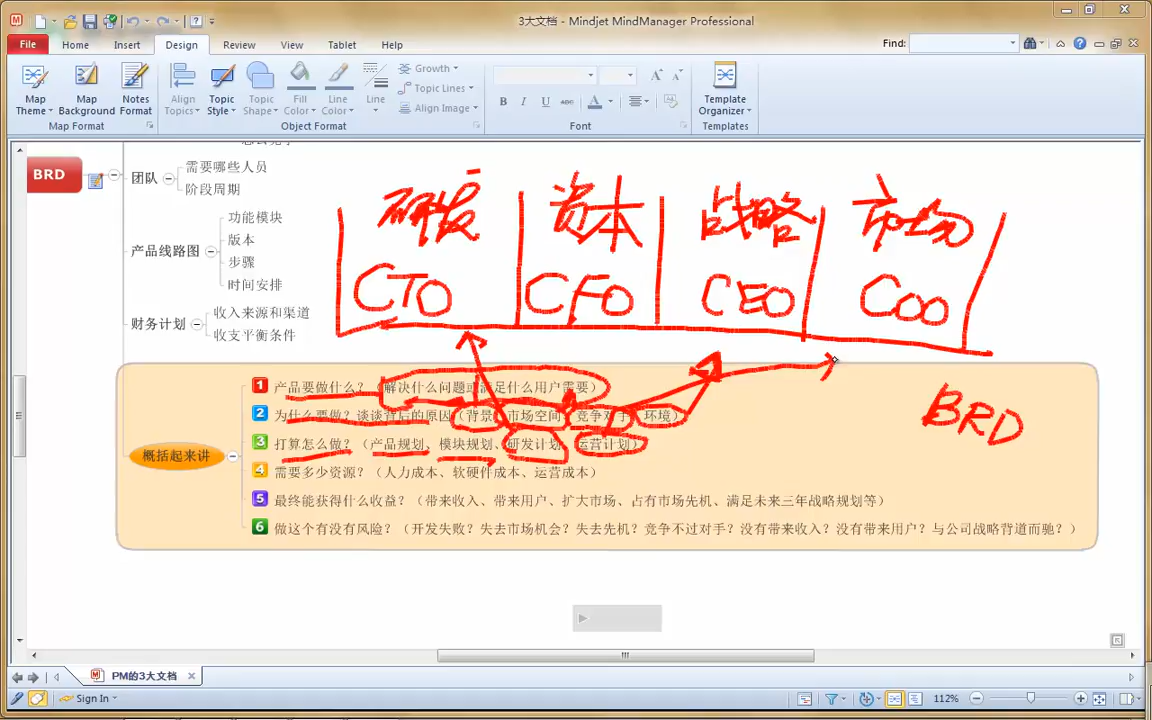 3大文档 - Mindjet MindManager Professional
File Home Insert Design Review View Tablet Help Find:
Map Theme Map Background Notes Format Align Topics Topic Style Topic Shape Fill Color Line Color Line Growth Topic Lines Align Image B I U abc A Template Organizer
Map Format Object Format Font Templates
BRD
团队
需要哪些人员
阶段周期
产品线路图
功能模块
版本
步骤
时间安排
财务计划
收入来源和渠道
收支平衡条件
研发 资本 战略 市场
CTO CFO CEO COO
BRD
概括起来讲
1 产品要做什么？（解决什么问题或满足什么用户需要）
2 为什么要做？谈谈背后的原因（背景、市场空间、竞争对手、环境）
3 打算怎么做？（产品规划、模块规划、研发计划、运营计划）
4 需要多少资源？（人力成本、软硬件成本、运营成本）
5 最终能获得什么收益？（带来收入、带来用户、扩大市场、占有市场先机、满足未来三年战略规划等）
6 做这个有没有风险？（开发失败？失去市场机会？失去先机？竞争不过对手？没有带来收入？没有带来用户？与公司战略背道而驰？）
PM的3大文档
Sign In 112%